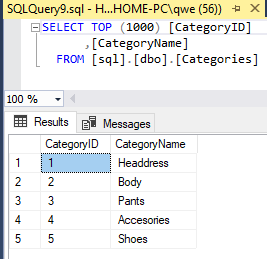 SQLQuery9.sql - H...HOME-PC\qwe (56))
SELECT TOP (1000) [CategoryID]
,[CategoryName]
FROM [sql].[dbo].[Categories]
100 %
Results Messages
CategoryID CategoryName
1 1 Headdress
2 2 Body
3 3 Pants
4 4 Accesories
5 5 Shoes